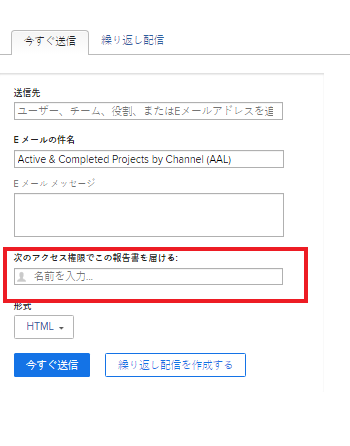 今すぐ送信 繰り返し配信
送信先
ユーザー、チーム、役割、またはEメールアドレスを追
E メールの件名
Active & Completed Projects by Channel (AAL)
E メール メッセージ
次のアクセス権限でこの報告書を届ける:
名前を入力...
形式
HTML
今すぐ送信 繰り返し配信を作成する